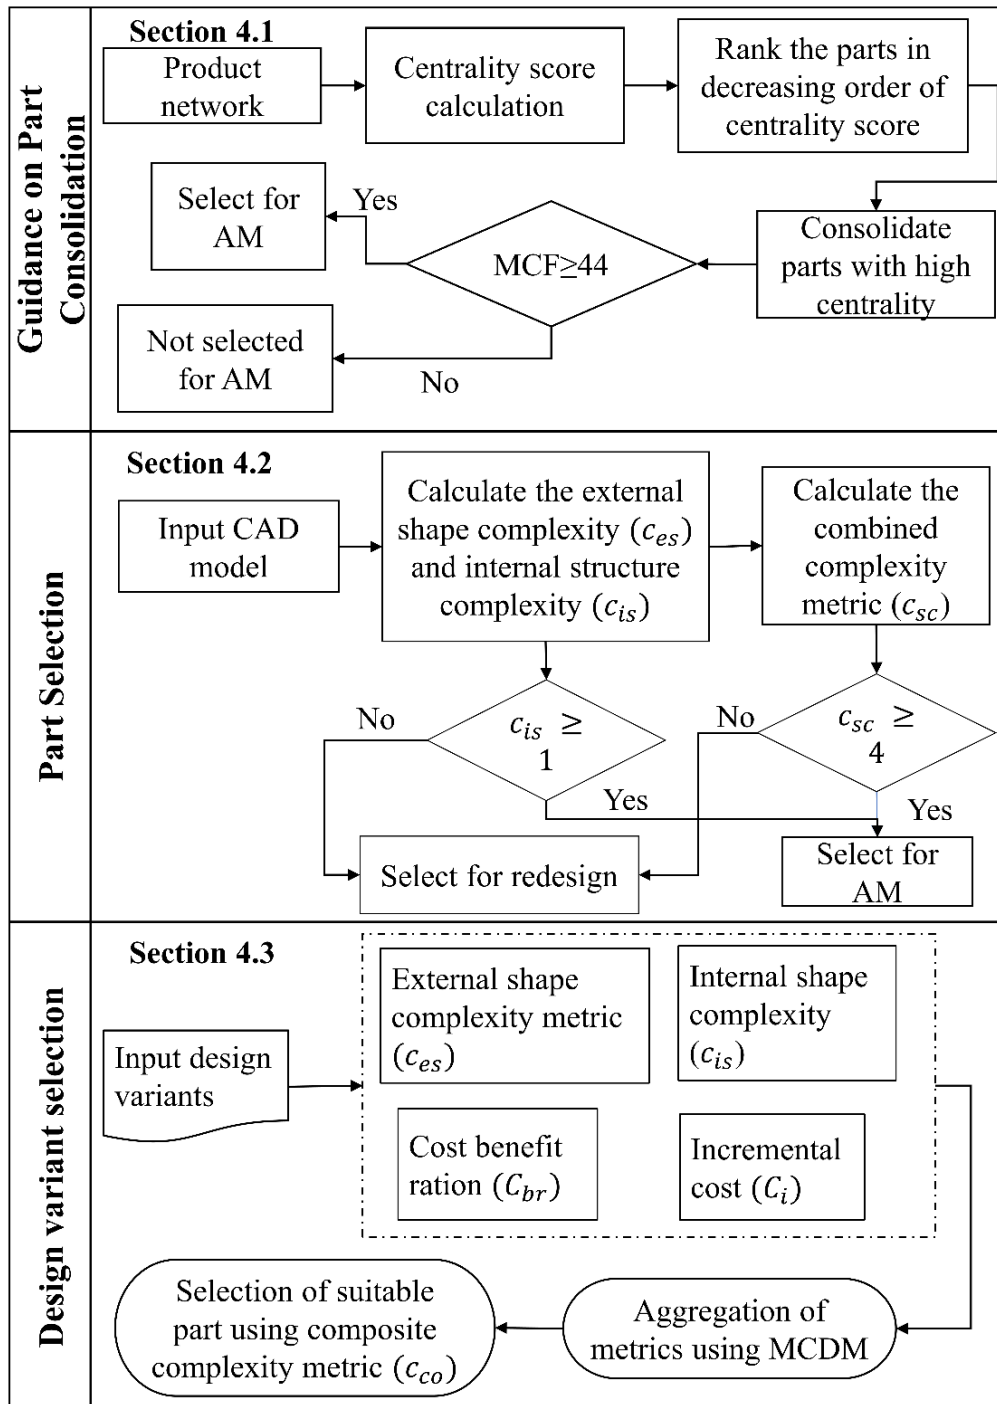 Guidance on Part
Consolidation
Section 4.1
Product
network
Centrality score
calculation
Rank the parts in
decreasing order of
centrality score
Select for
AM
Yes
MCF≥44
Consolidate
parts with high
centrality
Not selected
for AM
No
Part Selection
Section 4.2
Input CAD
model
Calculate the external
shape complexity (c_es)
and internal structure
complexity (c_is)
Calculate the
combined
complexity
metric (c_sc)
No
c_is ≥
1
Yes
No
c_sc ≥
4
Yes
Select for redesign
Select for
AM
Design variant selection
Section 4.3
Input design
variants
External shape
complexity metric
(c_es)
Internal shape
complexity
(c_is)
Cost benefit
ration (C_br)
Incremental
cost (C_i)
Selection of suitable
part using composite
complexity metric (c_co)
Aggregation of
metrics using MCDM